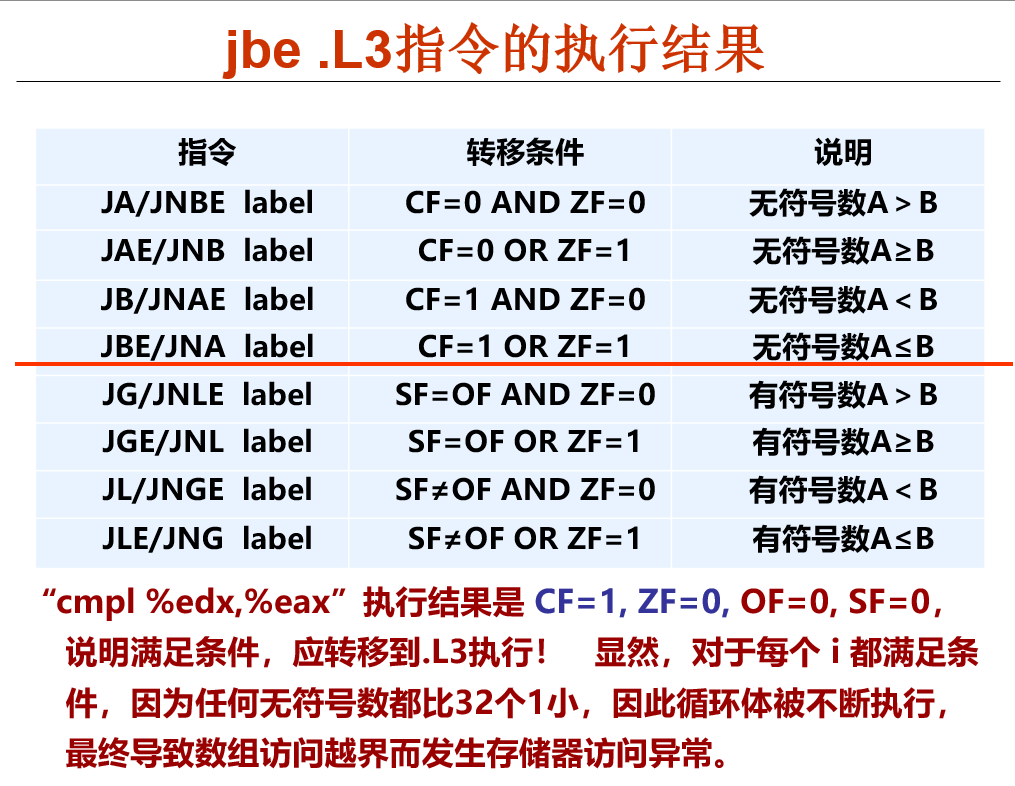 jbe .L3指令的执行结果
指令 转移条件 说明
JA/JNBE label CF=0 AND ZF=0 无符号数A＞B
JAE/JNB label CF=0 OR ZF=1 无符号数A≥B
JB/JNAE label CF=1 AND ZF=0 无符号数A＜B
JBE/JNA label CF=1 OR ZF=1 无符号数A≤B
JG/JNLE label SF=OF AND ZF=0 有符号数A＞B
JGE/JNL label SF=OF OR ZF=1 有符号数A≥B
JL/JNGE label SF≠OF AND ZF=0 有符号数A＜B
JLE/JNG label SF≠OF OR ZF=1 有符号数A≤B
“cmpl %edx,%eax”执行结果是 CF=1, ZF=0, OF=0, SF=0，
说明满足条件，应转移到.L3执行！ 显然，对于每个 i 都满足条
件，因为任何无符号数都比32个1小，因此循环体被不断执行，
最终导致数组访问越界而发生存储器访问异常。